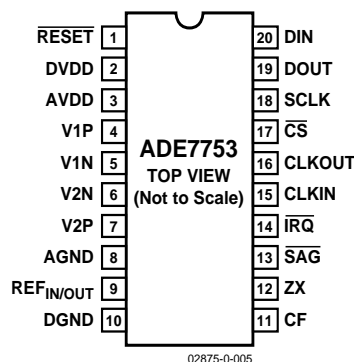 RESET 1 20 DIN
DVDD 2 19 DOUT
AVDD 3 18 SCLK
V1P 4 17 CS
V1N 5 16 CLKOUT
V2N 6 15 CLKIN
V2P 7 14 IRQ
AGND 8 13 SAG
REFIN/OUT 9 12 ZX
DGND 10 11 CF
ADE7753
TOP VIEW
(Not to Scale)
02875-0-005